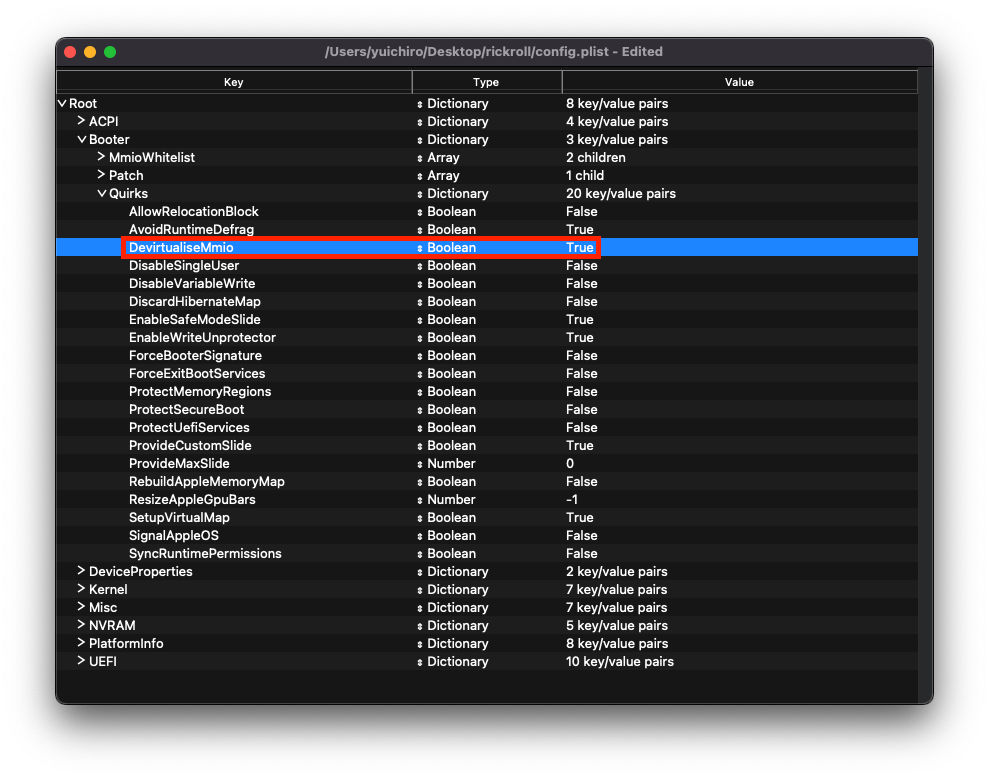 /Users/yuichiro/Desktop/rickroll/config.plist - Edited
Key Type Value
Root Dictionary 8 key/value pairs
ACPI Dictionary 4 key/value pairs
Booter Dictionary 3 key/value pairs
MmioWhitelist Array 2 children
Patch Array 1 child
Quirks Dictionary 20 key/value pairs
AllowRelocationBlock Boolean False
AvoidRuntimeDefrag Boolean True
DevirtualiseMmio Boolean True
DisableSingleUser Boolean False
DisableVariableWrite Boolean False
DiscardHibernateMap Boolean False
EnableSafeModeSlide Boolean True
EnableWriteUnprotector Boolean True
ForceBooterSignature Boolean False
ForceExitBootServices Boolean False
ProtectMemoryRegions Boolean False
ProtectSecureBoot Boolean False
ProtectUefiServices Boolean False
ProvideCustomSlide Boolean True
ProvideMaxSlide Number 0
RebuildAppleMemoryMap Boolean False
ResizeAppleGpuBars Number -1
SetupVirtualMap Boolean True
SignalAppleOS Boolean False
SyncRuntimePermissions Boolean False
DeviceProperties Dictionary 2 key/value pairs
Kernel Dictionary 7 key/value pairs
Misc Dictionary 7 key/value pairs
NVRAM Dictionary 5 key/value pairs
PlatformInfo Dictionary 8 key/value pairs
UEFI Dictionary 10 key/value pairs